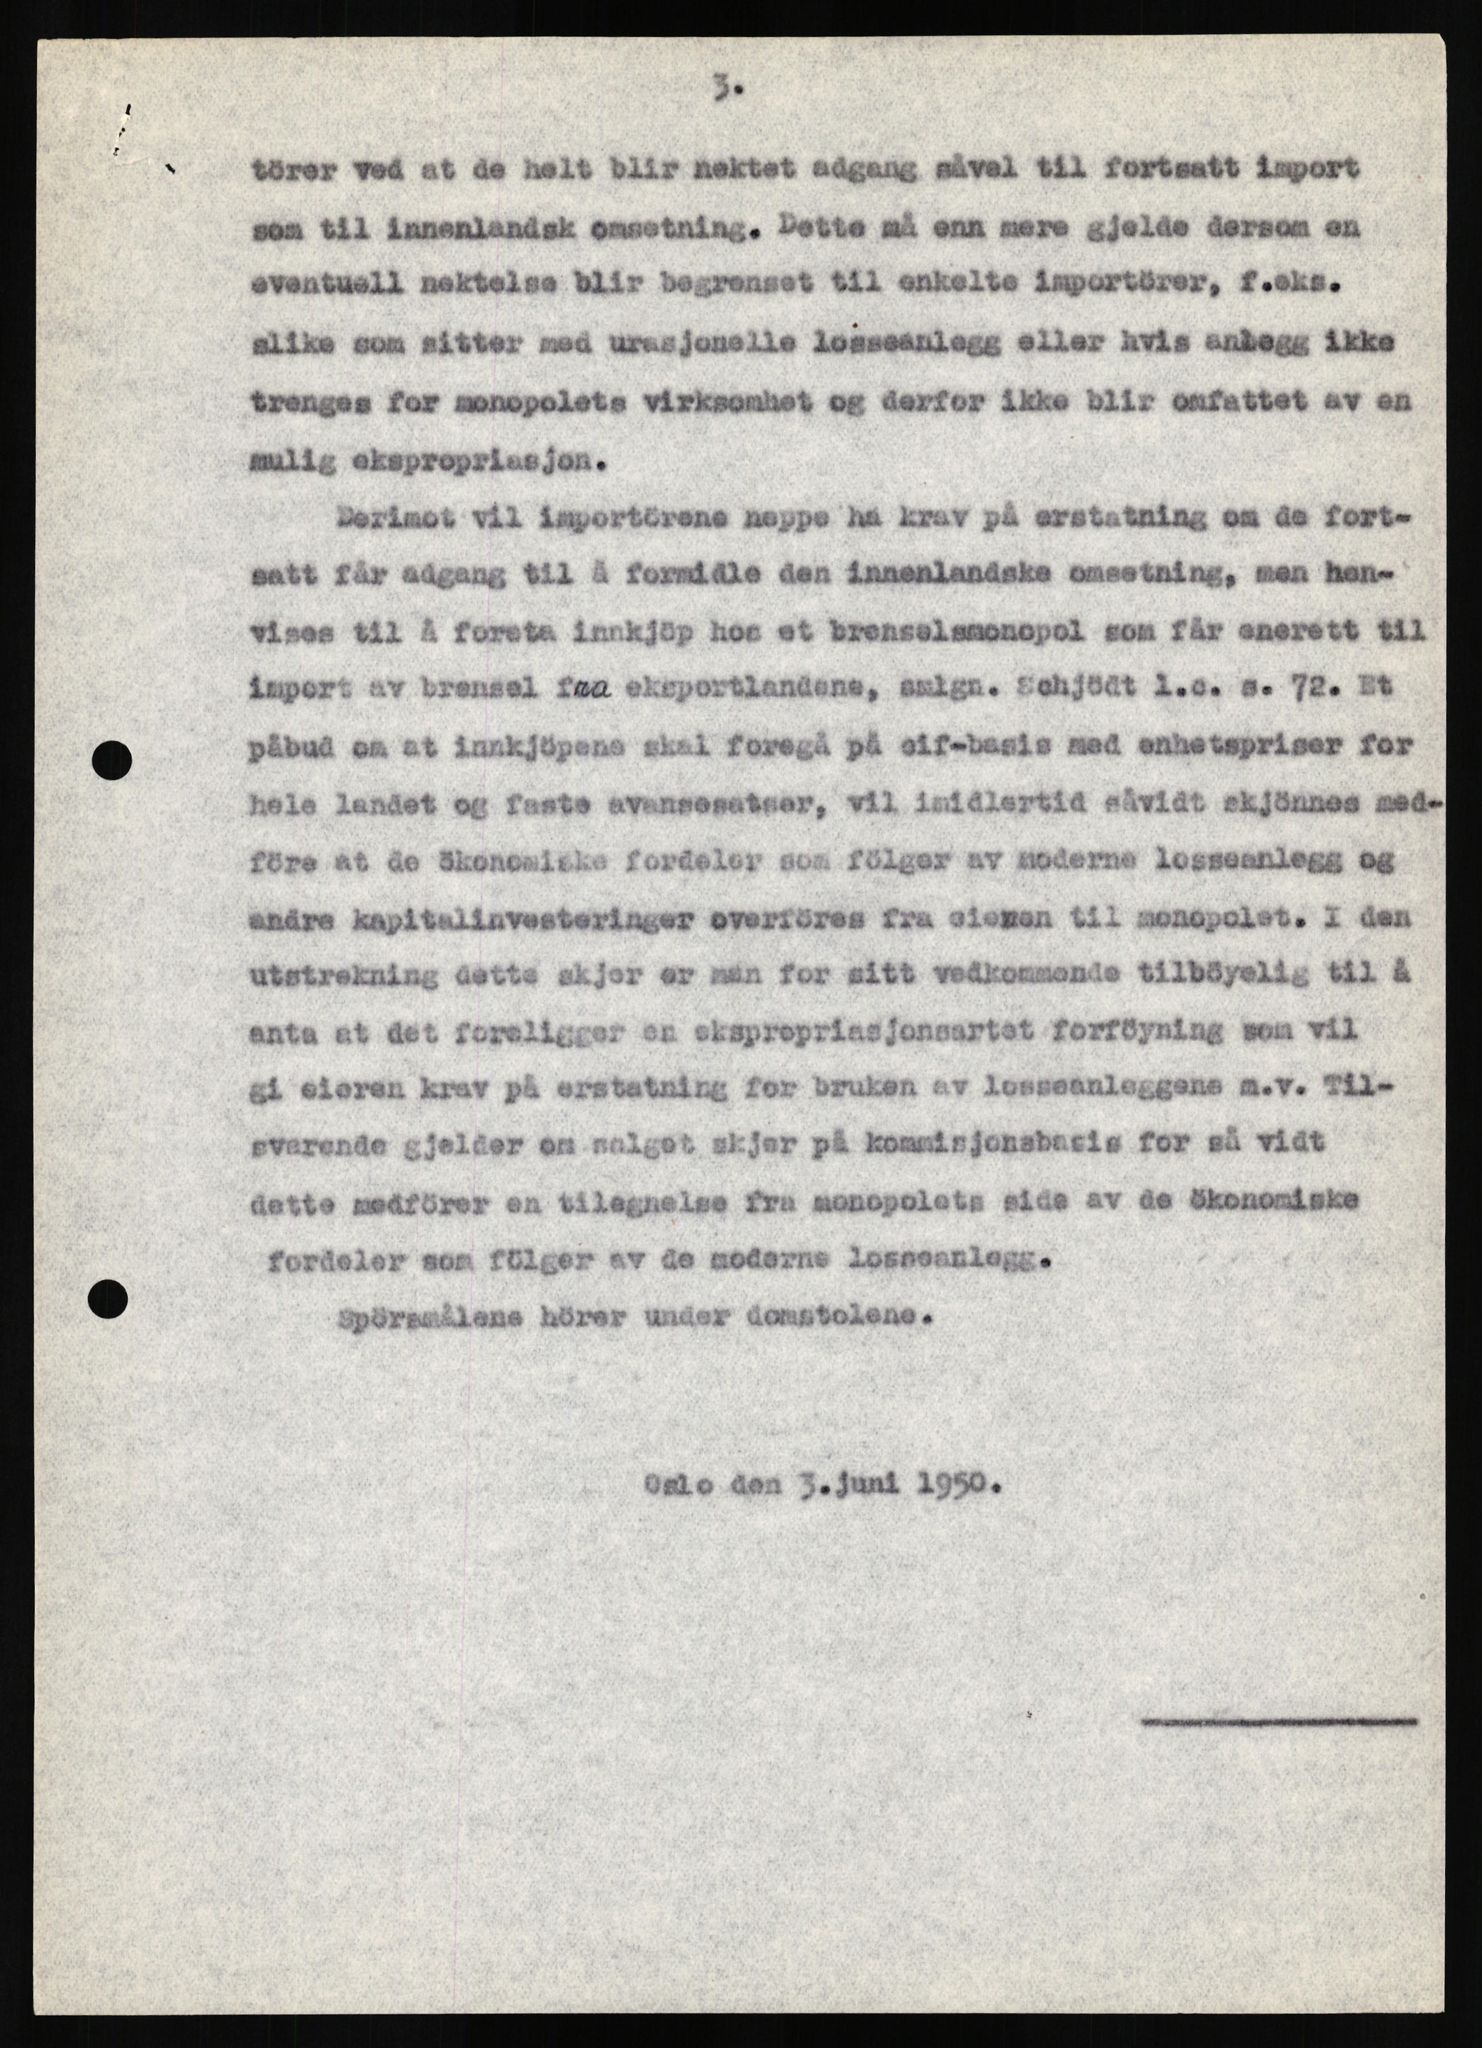 3.
törer ved at de helt blir nektet adgang såvel til fortsatt import
som til innenlandsk omsetning. Dette må enn mere gjelde dersom en
eventuell nektelse blir begrenset til enkelte importörer, f.eks.
slike som sitter med urasjonelle losseanlegg eller hvis anlegg ikke
trenges for monopolets virksomhet og derfor ikke blir omfattet av en
mulig ekspropriasjon.
Derimot vil importörene neppe ha krav på erstatning om de fort-
satt får adgang til å formidle den innenlandske omsetning, men hen-
vises til å foreta innkjöp hos et brenselsmonopol som får enerett til
import av brensel fra eksportlandene, smlgn. Schjödt l.c. s. 72. Et
påbud om at innkjöpene skal foregå på cif-basis med enhetspriser for
hele landet og faste avansesatser, vil imidlertid såvidt skjönnes med-
före at de ökonomiske fordeler som fölger av moderne losseanlegg og
andre kapitalinvesteringer overföres fra eieren til monopolet. I den
utstrekning dette skjer er man for sitt vedkommende tilböyelig til å
anta at det foreligger en ekspropriasjonsartet forföyning som vil
gi eieren krav på erstatning for bruken av losseanleggene m.v. Til-
svarende gjelder om salget skjer på kommisjonsbasis for så vidt
dette medförer en tilegnelse fra monopolets side av de ökonomiske
fordeler som fölger av de moderne losseanlegg.
Spörsmålene hörer under domstolene.
Oslo den 3.juni 1950.